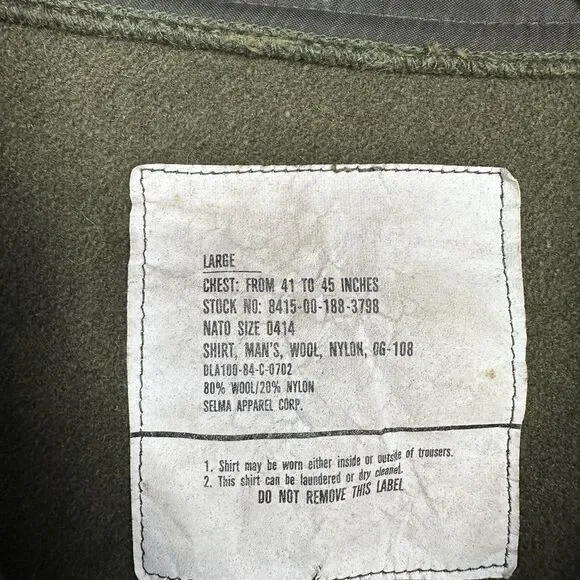 LARGE
CHEST: FROM 41 TO 45 INCHES
STOCK NO: 8415-00-188-3798
NATO SIZE 0414
SHIRT, MAN'S, WOOL, NYLON, OG-108
DLA100-84-C-0702
80% WOOL/20% NYLON
SELMA APPAREL CORP.
1. Shirt may be worn either inside or outside of trousers.
2. This shirt can be laundered or dry cleaned.
DO NOT REMOVE THIS LABEL